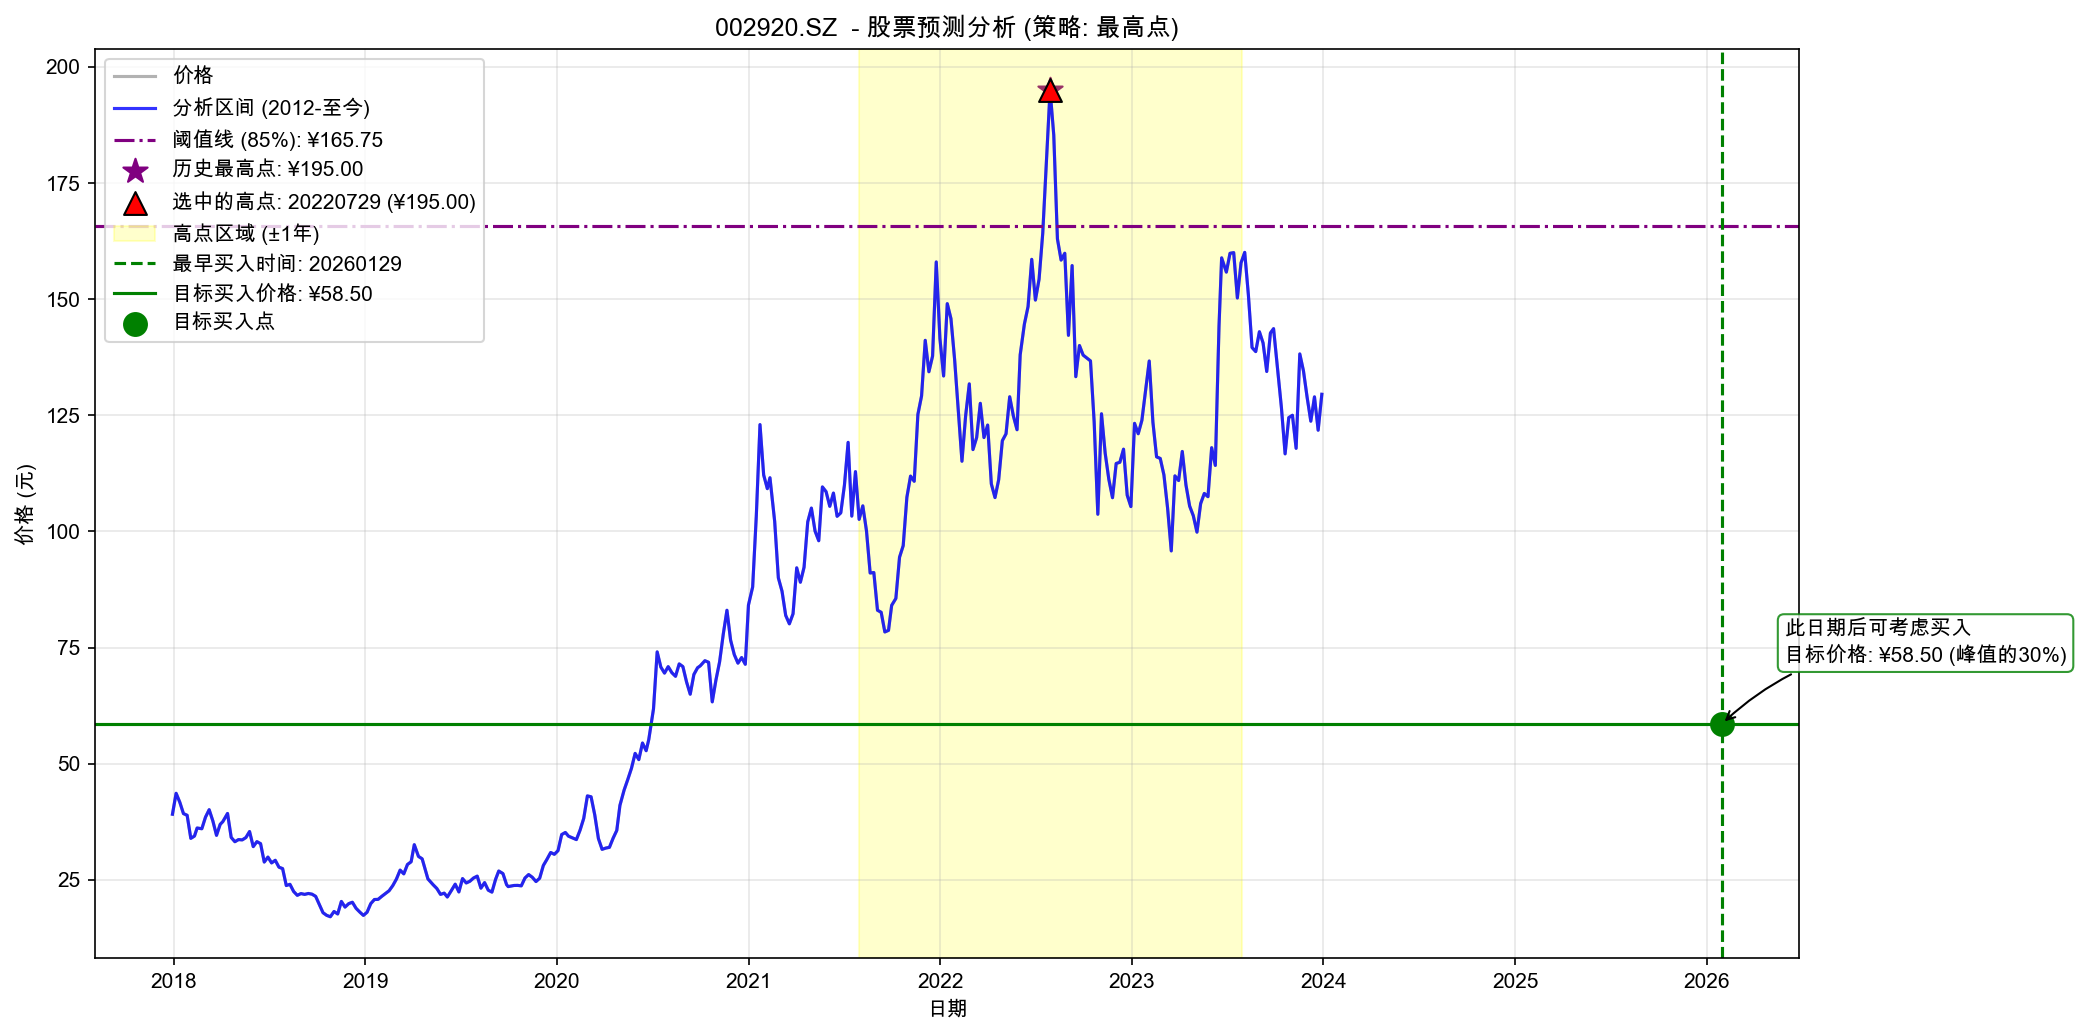 002920.SZ - 股票预测分析 (策略: 最高点)
价格
分析区间 (2012-至今)
阈值线 (85%): ¥165.75
历史最高点: ¥195.00
选中的高点: 20220729 (¥195.00)
高点区域 (±1年)
最早买入时间: 20260129
目标买入价格: ¥58.50
目标买入点
200
175
150
125
100
75
50
25
价格 (元)
此日期后可考虑买入
目标价格: ¥58.50 (峰值的30%)
2018
2019
2020
2021
2022
2023
2024
2025
2026
日期